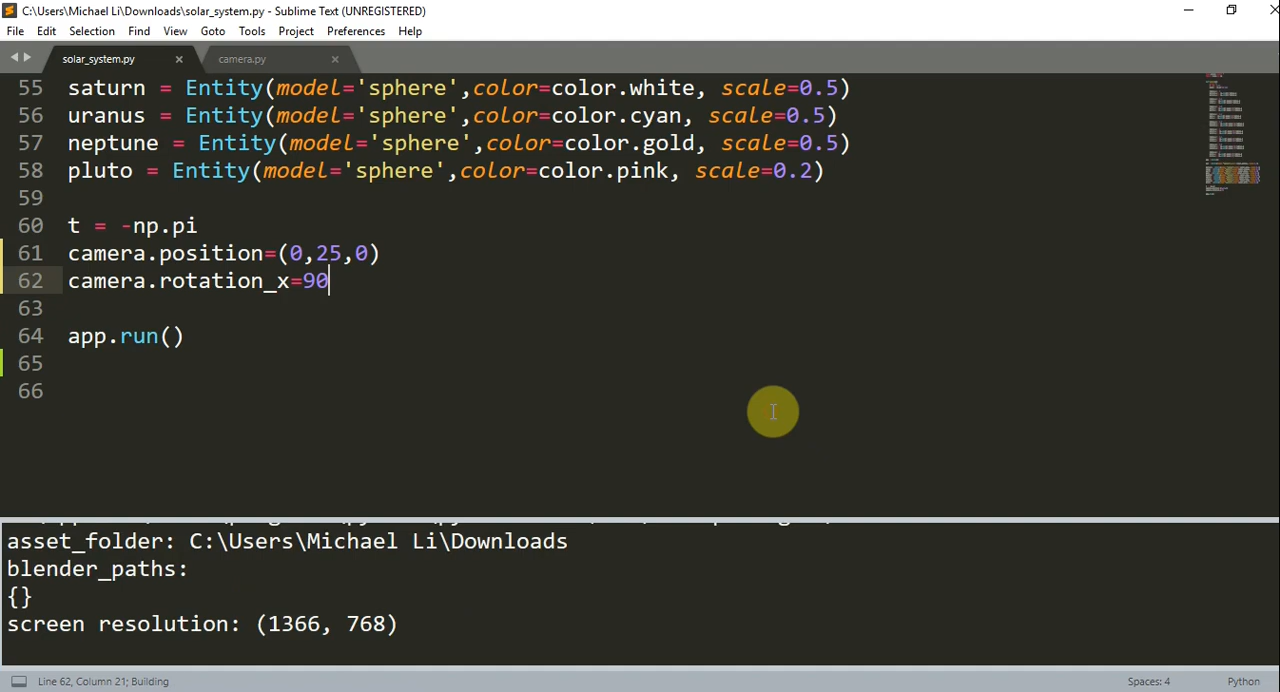 C:\Users\Michael Li\Downloads\solar_system.py - Sublime Text (UNREGISTERED)
File Edit Selection Find View Goto Tools Project Preferences Help
solar_system.py camera.py
55 saturn = Entity(model='sphere',color=color.white, scale=0.5)
56 uranus = Entity(model='sphere',color=color.cyan, scale=0.5)
57 neptune = Entity(model='sphere',color=color.gold, scale=0.5)
58 pluto = Entity(model='sphere',color=color.pink, scale=0.2)
59
60 t = -np.pi
61 camera.position=(0,25,0)
62 camera.rotation_x=90
63
64 app.run()
65
66
asset_folder: C:\Users\Michael Li\Downloads
blender_paths:
{}
screen resolution: (1366, 768)
Line 62, Column 21; Building Spaces: 4 Python